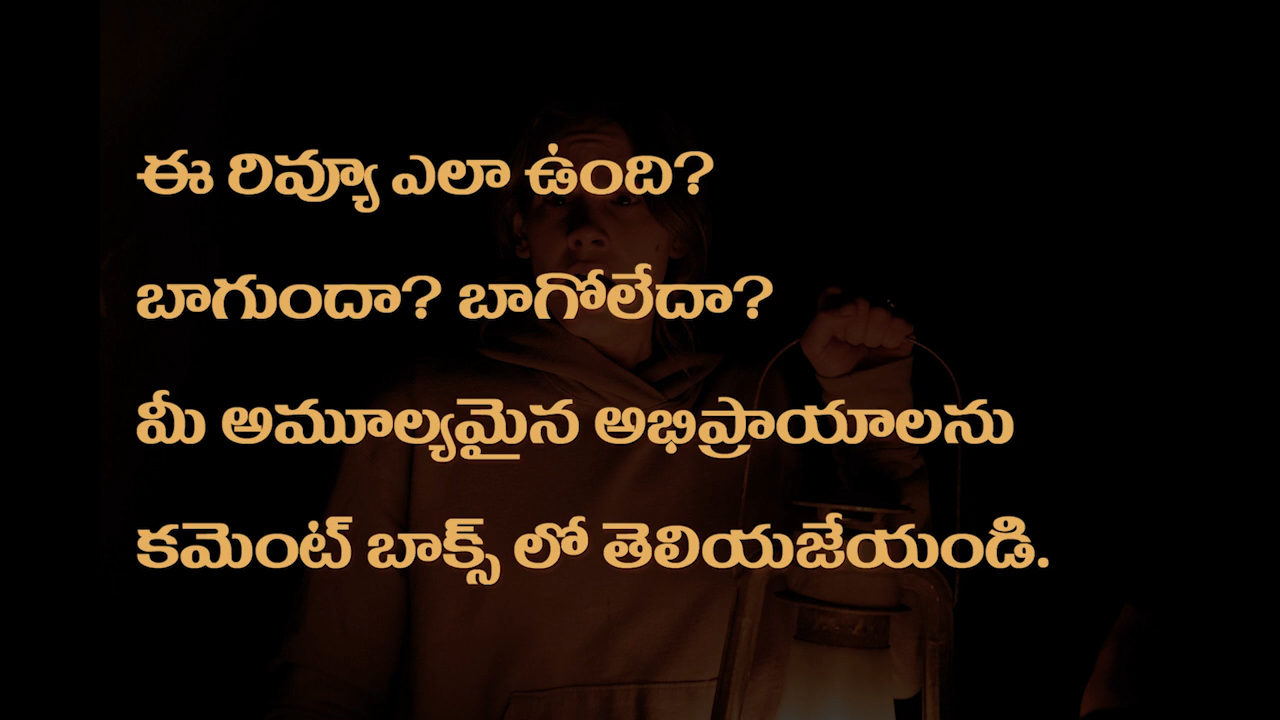 ఈ రివ్యూ ఎలా ఉంది?
బాగుందా? బాగోలేదా?
మీ అమూల్యమైన అభిప్రాయాలను
కమెంట్ బాక్స్ లో తెలియజేయండి.